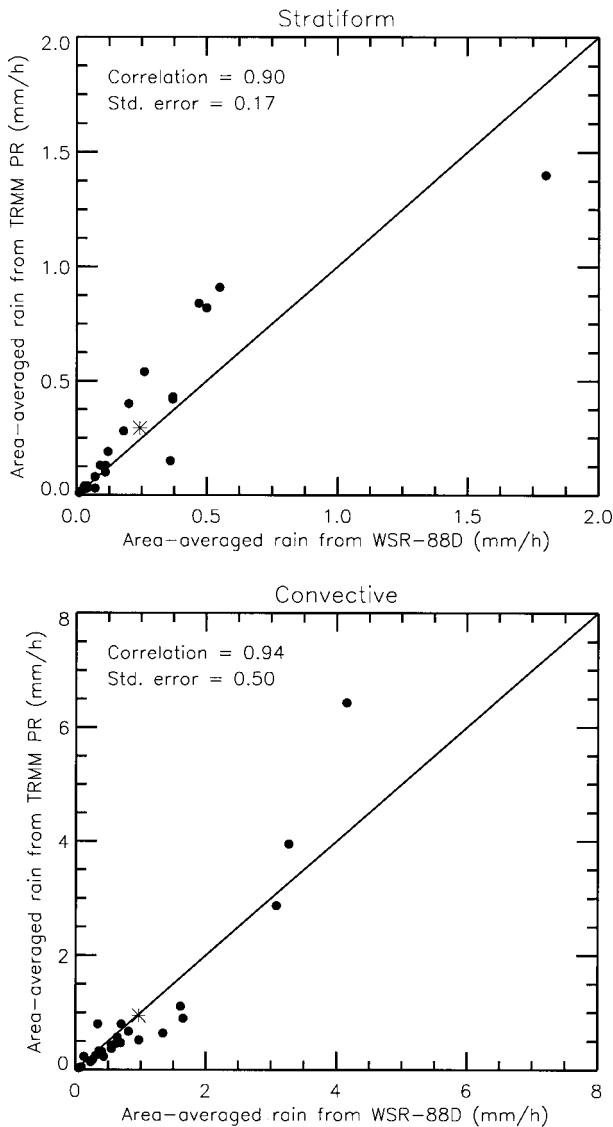 Stratiform
2.0
Correlation = 0.90
Std. error = 0.17
1.5
1.0
0.5
0.0
Area-averaged rain from TRMM PR (mm/h)
0.0 0.5 1.0 1.5 2.0
Area-averaged rain from WSR-88D (mm/h)
Convective
8
Correlation = 0.94
Std. error = 0.50
6
4
2
0
Area-averaged rain from TRMM PR (mm/h)
0 2 4 6 8
Area-averaged rain from WSR-88D (mm/h)